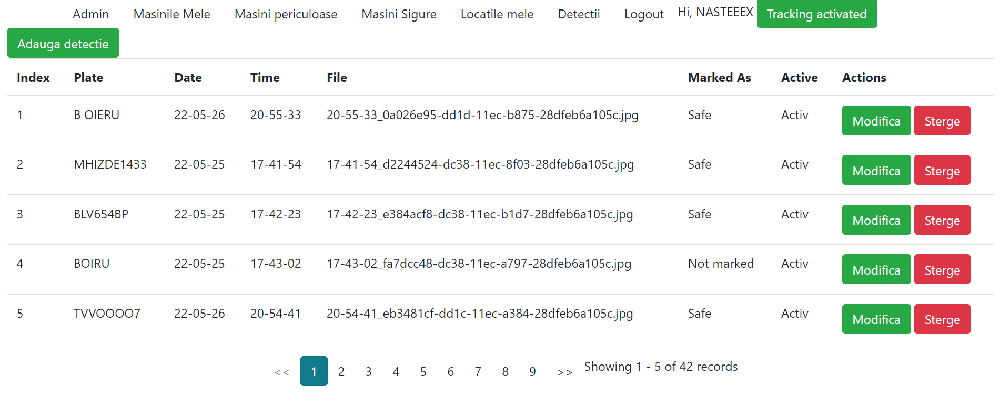 Admin Masinile Mele Masini periculoase Masini Sigure Locatile mele Detectii Logout Hi, NASTEEEX Tracking activated
Adauga detectie
Index Plate Date Time File Marked As Active Actions
1 B OIERU 22-05-26 20-55-33 20-55-33_0a026e95-dd1d-11ec-b875-28dfeb6a105c.jpg Safe Activ Modifica Sterge
2 MHIZDE1433 22-05-25 17-41-54 17-41-54_d2244524-dc38-11ec-8f03-28dfeb6a105c.jpg Safe Activ Modifica Sterge
3 BLV654BP 22-05-25 17-42-23 17-42-23_e384acf8-dc38-11ec-b1d7-28dfeb6a105c.jpg Safe Activ Modifica Sterge
4 BOIRU 22-05-25 17-43-02 17-43-02_fa7dcc48-dc38-11ec-a797-28dfeb6a105c.jpg Not marked Activ Modifica Sterge
5 TVVOOOO7 22-05-26 20-54-41 20-54-41_eb3481cf-dd1c-11ec-a384-28dfeb6a105c.jpg Safe Activ Modifica Sterge
<< 1 2 3 4 5 6 7 8 9 >> Showing 1 - 5 of 42 records